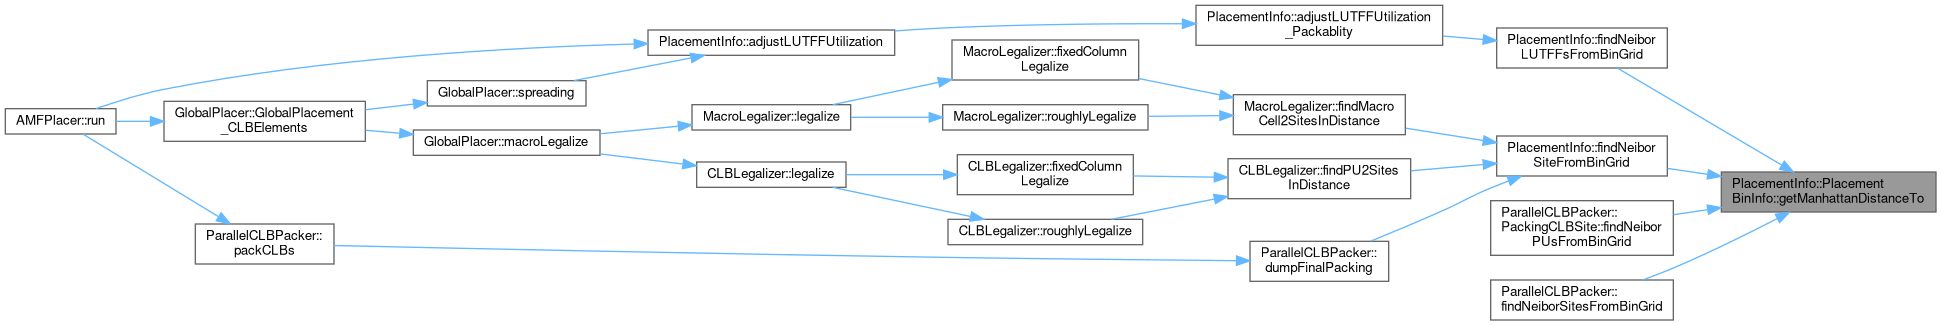 AMFPlacer::run
GlobalPlacer::GlobalPlacement
_CLBElements
ParallelCLBPacker::
packCLBs
GlobalPlacer::spreading
GlobalPlacer::macroLegalize
PlacementInfo::adjustLUTFFUtilization
MacroLegalizer::legalize
CLBLegalizer::legalize
MacroLegalizer::fixedColumn
Legalize
MacroLegalizer::roughlyLegalize
CLBLegalizer::fixedColumn
Legalize
CLBLegalizer::roughlyLegalize
PlacementInfo::adjustLUTFFUtilization
_Packablity
MacroLegalizer::findMacro
Cell2SitesInDistance
CLBLegalizer::findPU2Sites
InDistance
ParallelCLBPacker::
dumpFinalPacking
PlacementInfo::findNeibor
LUTFFsFromBinGrid
PlacementInfo::findNeibor
SiteFromBinGrid
ParallelCLBPacker::
PackingCLBSite::findNeibor
PUsFromBinGrid
ParallelCLBPacker::
findNeiborSitesFromBinGrid
PlacementInfo::Placement
BinInfo::getManhattanDistanceTo